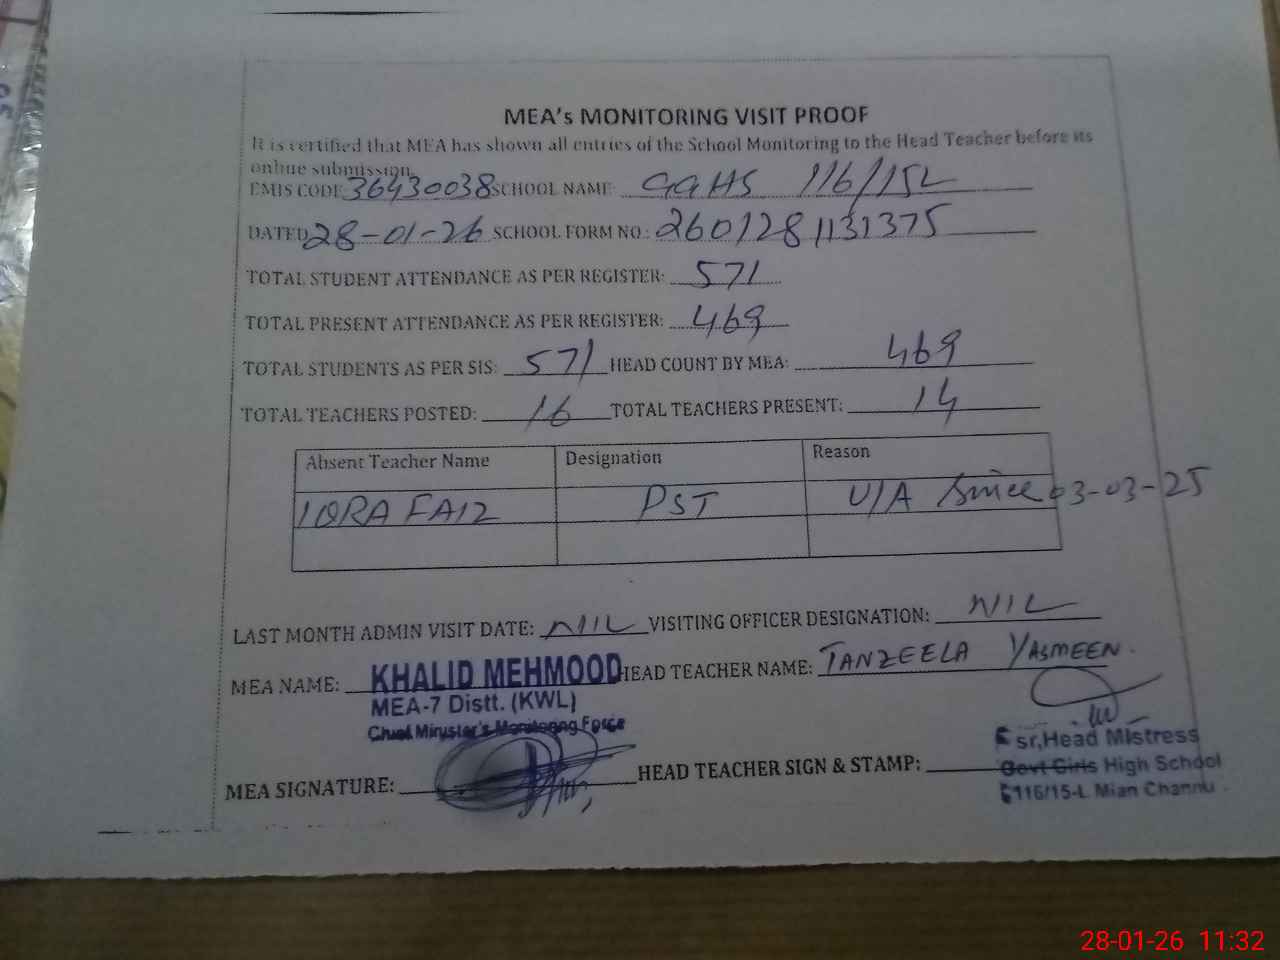 MEA's MONITORING VISIT PROOF
It is certified that MEA has shown all entries of the School Monitoring to the Head Teacher before its
online submission.
EMIS CODE: 36430038 SCHOOL NAME: GGHS 116/15L
DATED 28-01-26 SCHOOL FORM NO.: 2601281131375
TOTAL STUDENT ATTENDANCE AS PER REGISTER: 571
TOTAL PRESENT ATTENDANCE AS PER REGISTER: 469
TOTAL STUDENTS AS PER SIS: 571 HEAD COUNT BY MEA: 469
TOTAL TEACHERS POSTED: 16 TOTAL TEACHERS PRESENT: 14
Absent Teacher Name Designation Reason
IQRA FAIZ PST U/A Since 03-03-25
LAST MONTH ADMIN VISIT DATE: NIL VISITING OFFICER DESIGNATION: NIL
MEA NAME: KHALID MEHMOOD HEAD TEACHER NAME: TANZEELA YASMEEN
MEA-7 Distt. (KWL)
Chief Minister's Monitoring Force
MEA SIGNATURE: HEAD TEACHER SIGN & STAMP:
sr,Head Mistress
Govt Girls High School
116/15-L Mian Channu
28-01-26 11:32